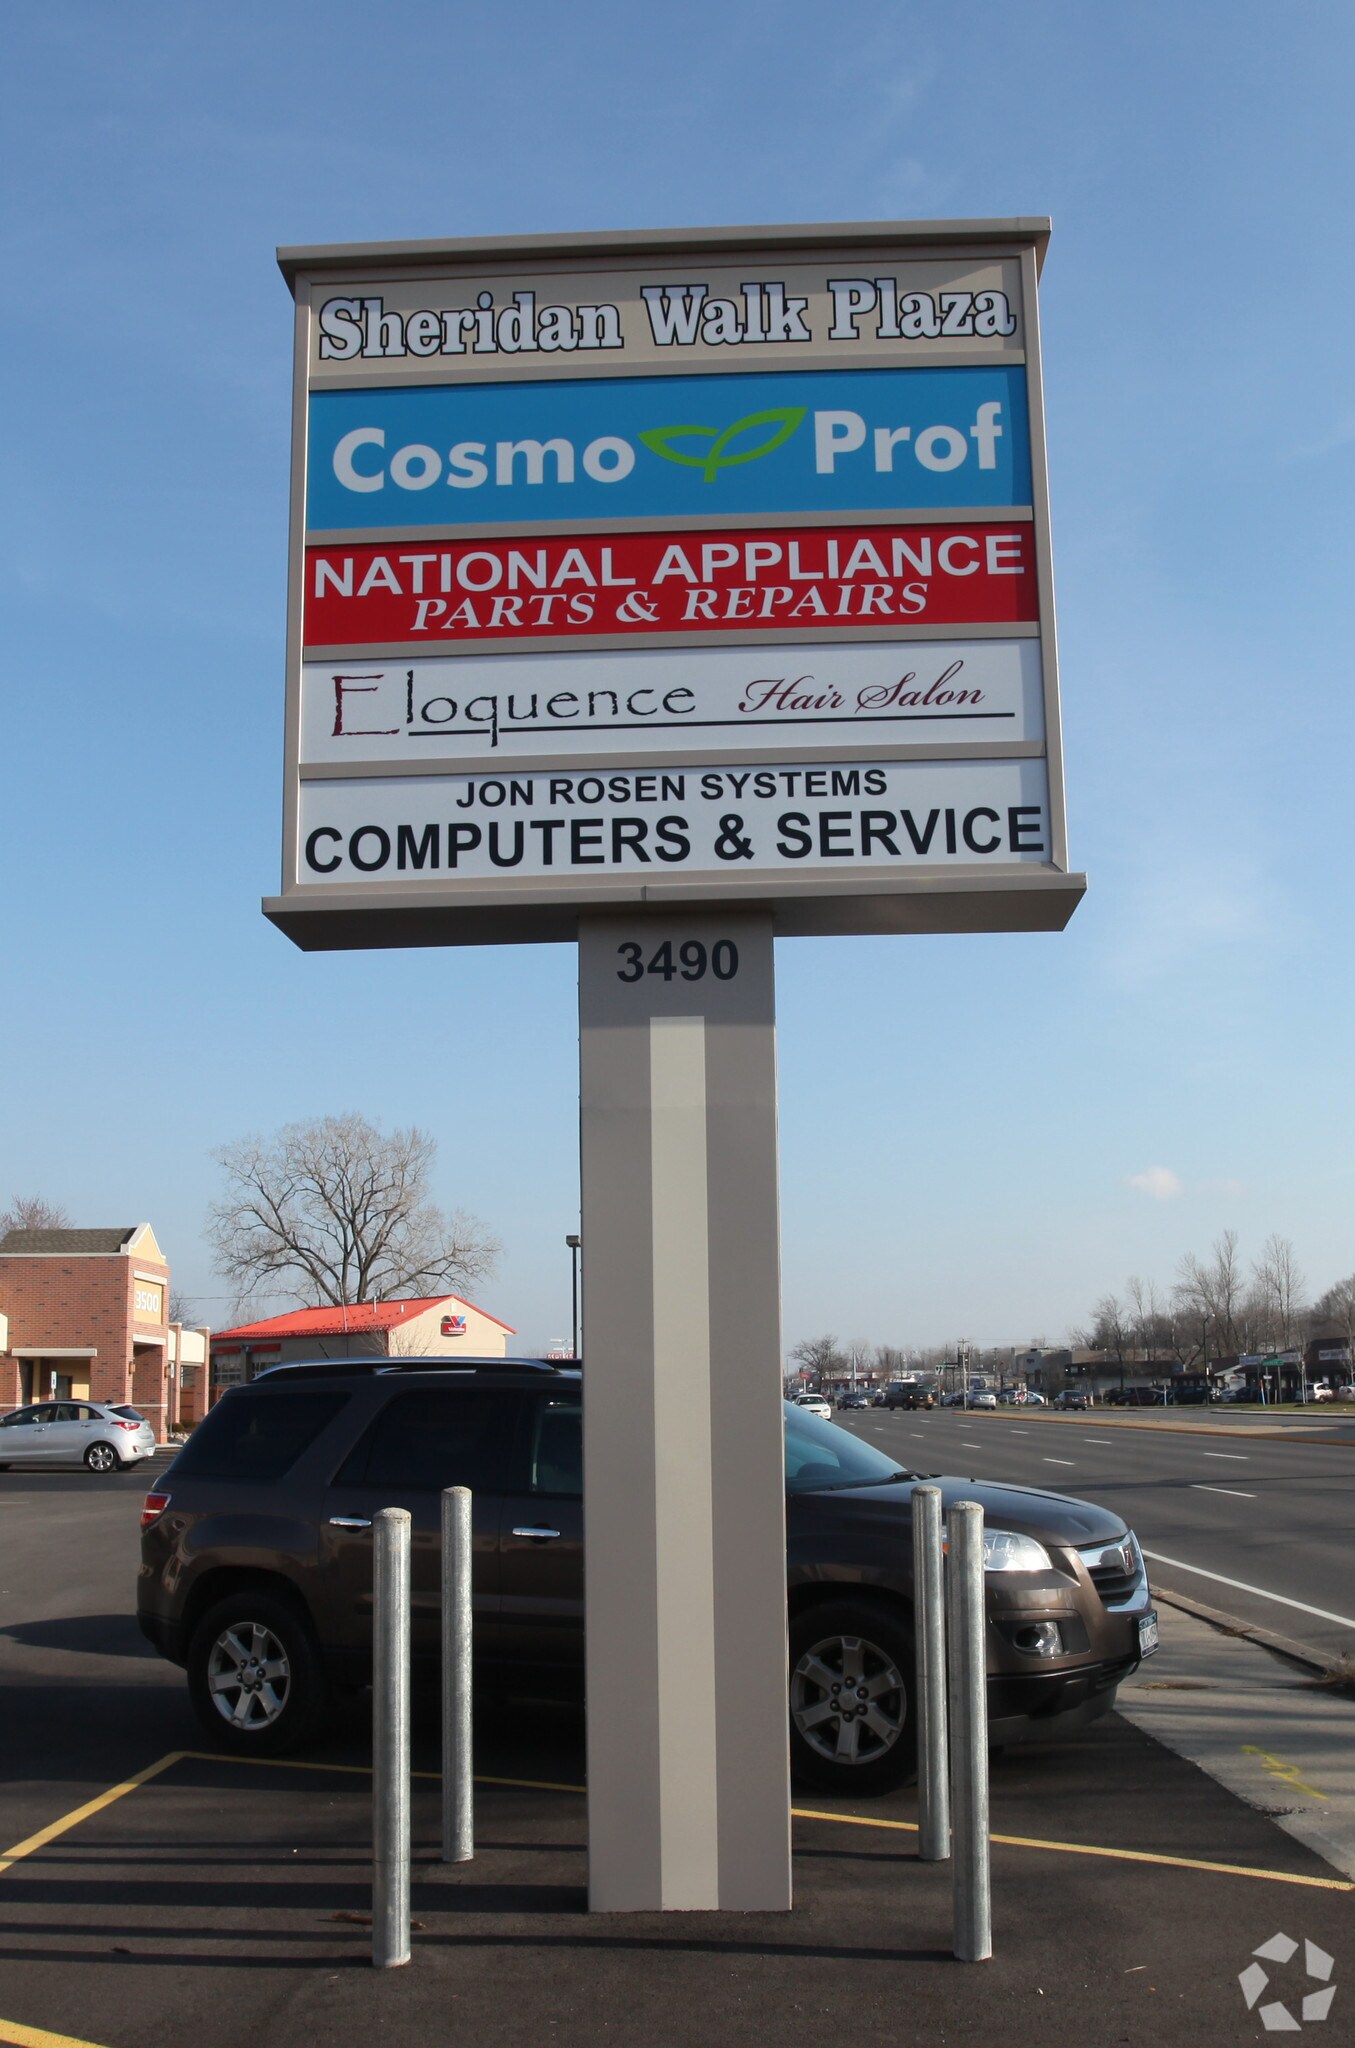 Sheridan Walk Plaza
Cosmo Prof
NATIONAL APPLIANCE
PARTS & REPAIRS
Eloquence Hair Salon
JON ROSEN SYSTEMS
COMPUTERS & SERVICE
3490
3500